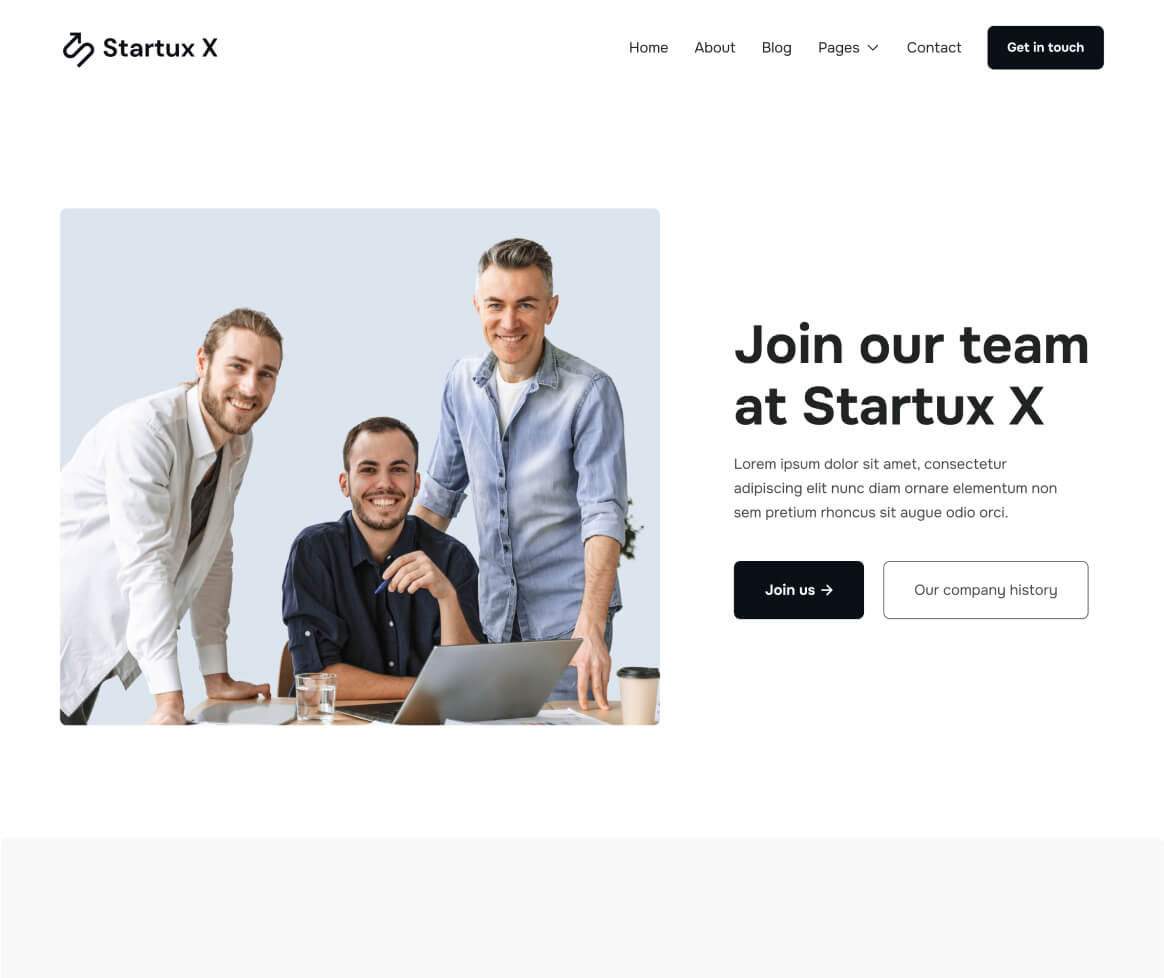 Startux X
Home About Blog Pages Contact Get in touch
Join our team
at Startux X
Lorem ipsum dolor sit amet, consectetur
adipiscing elit nunc diam ornare elementum non
sem pretium rhoncus sit augue odio orci.
Join us → Our company history